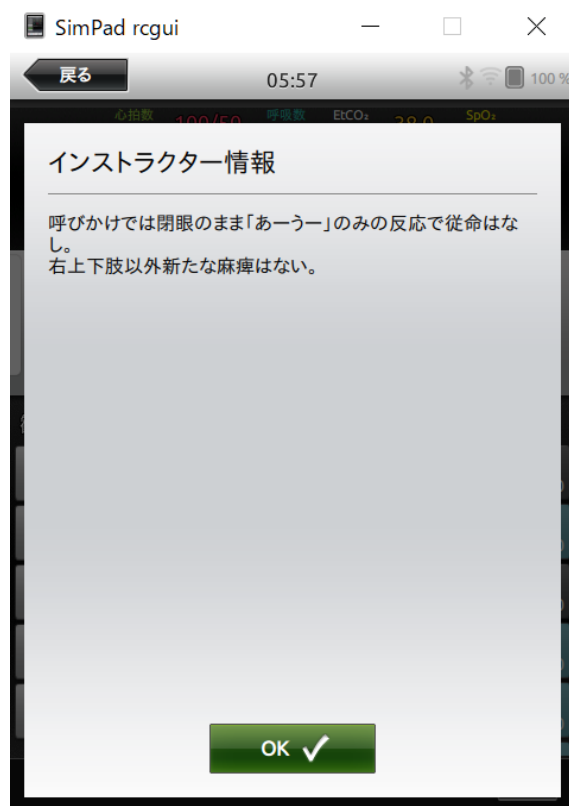 SimPad rcgui
戻る
05:57
100 %
心拍数
呼吸数
EtCO₂
SpO₂
インストラクター情報
呼びかけでは閉眼のまま「あーうー」のみの反応で従命はな
し。
右上下肢以外新たな麻痺はない。
OK